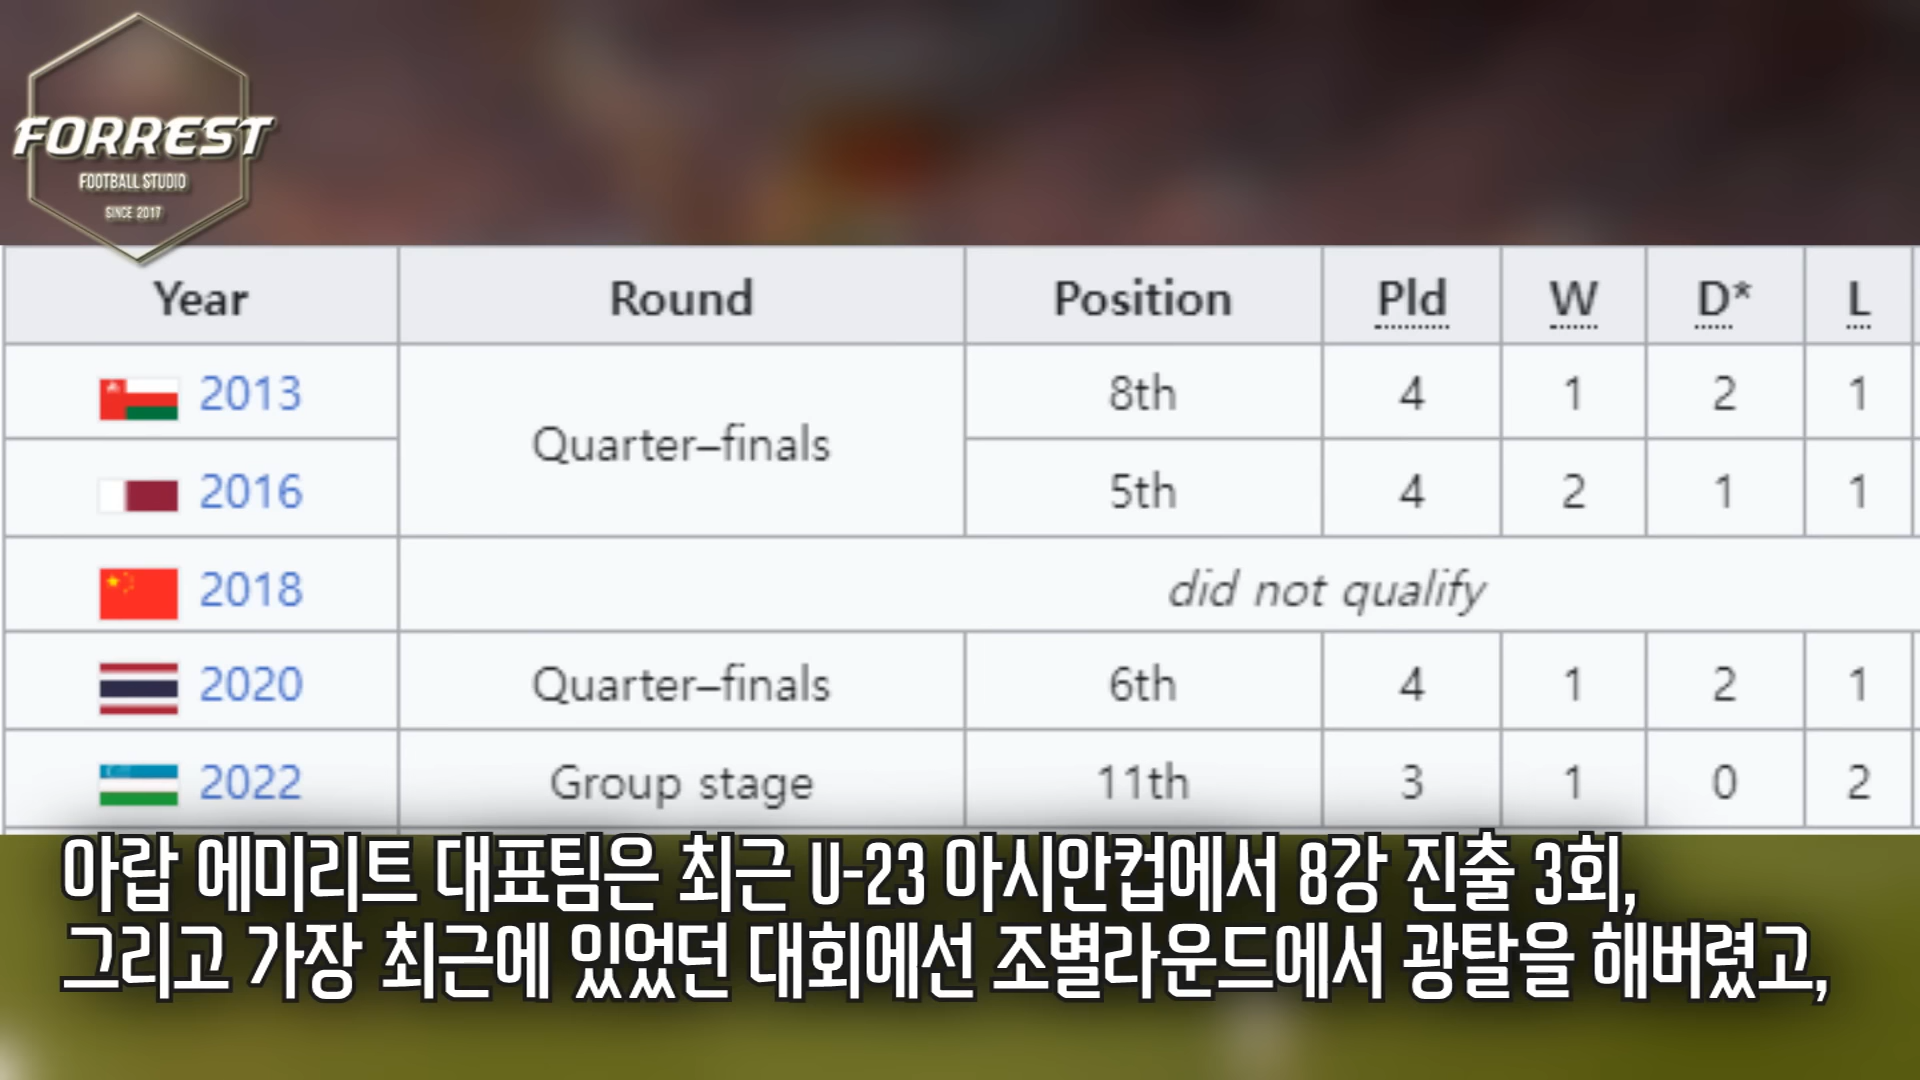 FORREST
FOOTBALL STUDIO
SINCE 2017
Year Round Position Pld W D* L
2013 Quarter–finals 8th 4 1 2 1
2016 5th 4 2 1 1
2018 did not qualify
2020 Quarter–finals 6th 4 1 2 1
2022 Group stage 11th 3 1 0 2
아랍 에미리트 대표팀은 최근 U-23 아시안컵에서 8강 진출 3회,
그리고 가장 최근에 있었던 대회에선 조별라운드에서 광탈을 해버렸고,